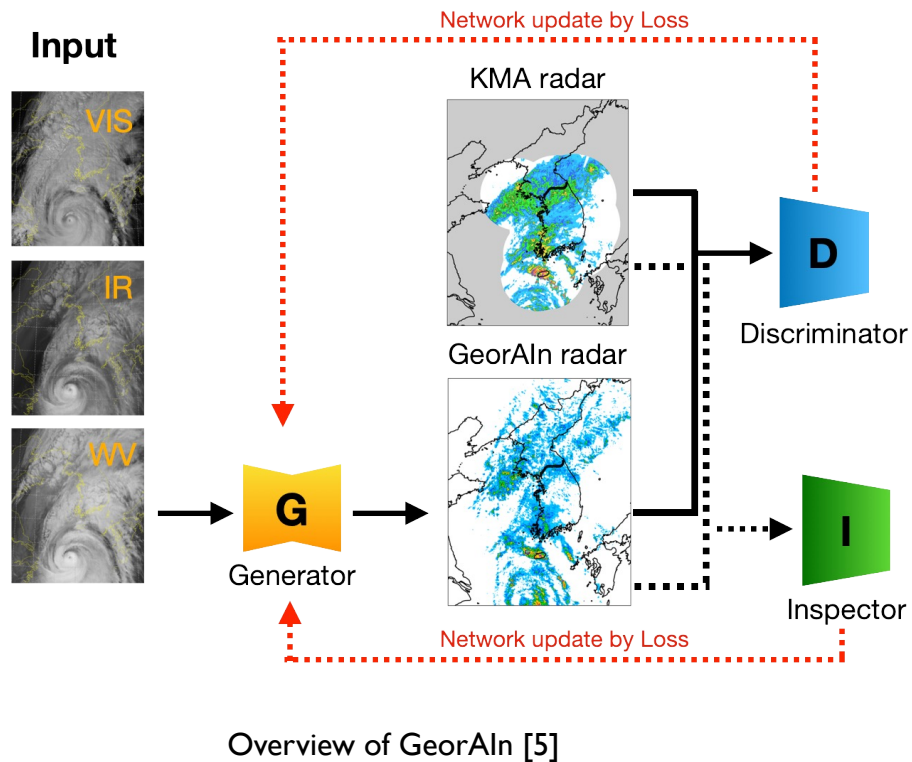 Network update by Loss
Input
KMA radar
VIS
D
Discriminator
IR
GeorAIn radar
WV
G
Generator
I
Inspector
Network update by Loss
Overview of GeorAIn [5]